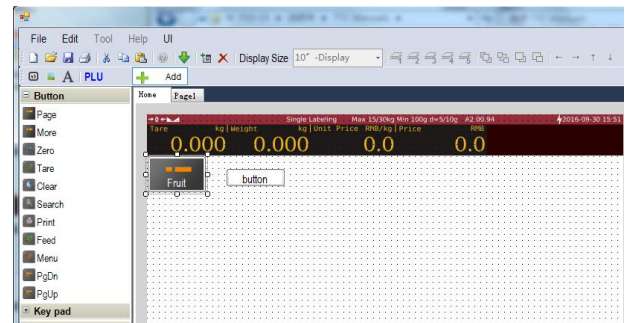 File Edit Tool Help UI
Display Size 10" -Display
A PLU Add
Button
Home Page1
Page
More
Zero
Tare
Clear
Search
Print
Feed
Menu
PgDn
PgUp
Key pad
Single Labeling Max 15/30kg Min 100g d=5/10g A2 00.94 2016-09-30 15:51
Tare kg Weight kg Unit Price RMB/kg Price RMB
0.000 0.000 0.0 0.0
Fruit
button